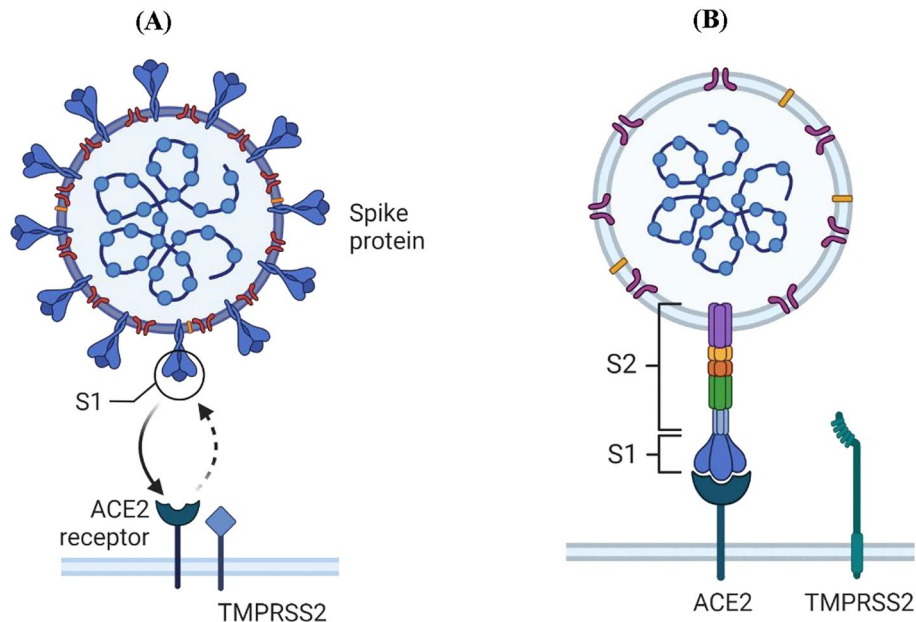 (A)
Spike
protein
S1
ACE2
receptor
TMPRSS2
(B)
S2
S1
ACE2
TMPRSS2